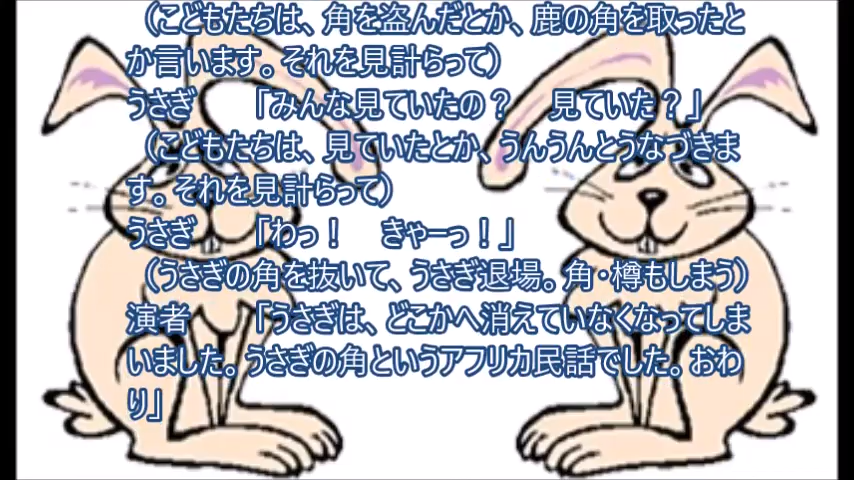 （こどもたちは、角を盗んだとか、鹿の角を取ったと
か言います。それを見計らって）
うさぎ　　「みんな見ていたの？　見ていた？」
（こどもたちは、見ていたとか、うんうんとうなづきま
す。それを見計らって）
うさぎ　　「わっ！　きゃーっ！」
（うさぎの角を抜いて、うさぎ退場。角・樽もしまう）
演者　　「うさぎは、どこかへ消えていなくなってしま
いました。うさぎの角というアフリカ民話でした。おわ
り」